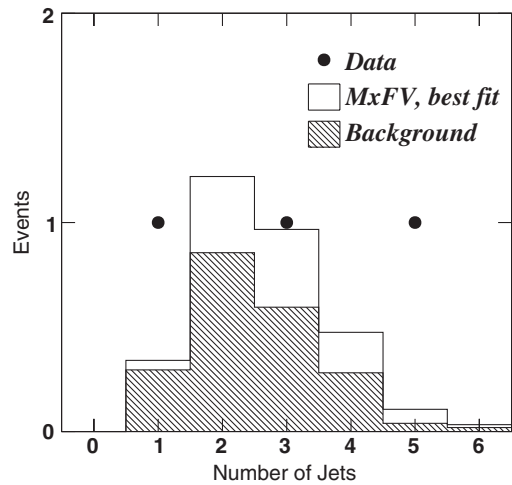 2
Data
MxFV, best fit
Background
Events
1
0
0 1 2 3 4 5 6
Number of Jets